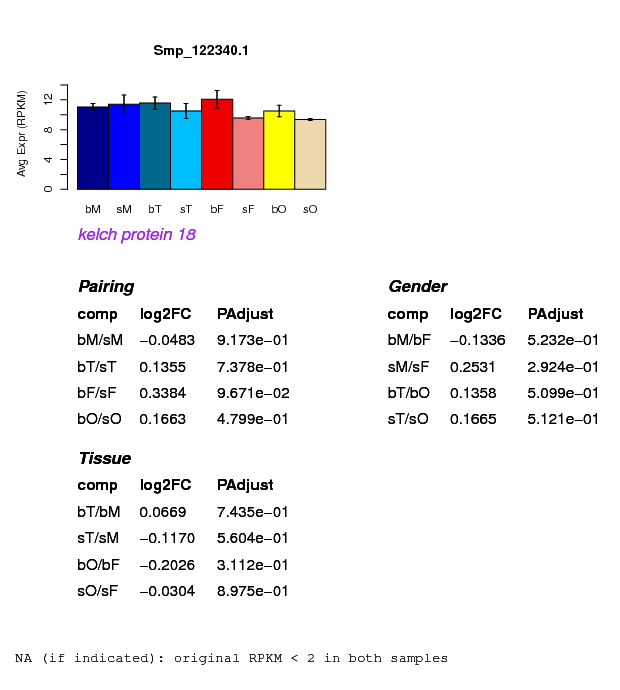 Smp_122340.1
Avg Expr (RPKM)
0 4 8 12
bM sM bT sT bF sF bO sO
kelch protein 18
Pairing
comp log2FC PAdjust
bM/sM −0.0483 9.173e−01
bT/sT 0.1355 7.378e−01
bF/sF 0.3384 9.671e−02
bO/sO 0.1663 4.799e−01
Gender
comp log2FC PAdjust
bM/bF −0.1336 5.232e−01
sM/sF 0.2531 2.924e−01
bT/bO 0.1358 5.099e−01
sT/sO 0.1665 5.121e−01
Tissue
comp log2FC PAdjust
bT/bM 0.0669 7.435e−01
sT/sM −0.1170 5.604e−01
bO/bF −0.2026 3.112e−01
sO/sF −0.0304 8.975e−01
NA (if indicated): original RPKM < 2 in both samples